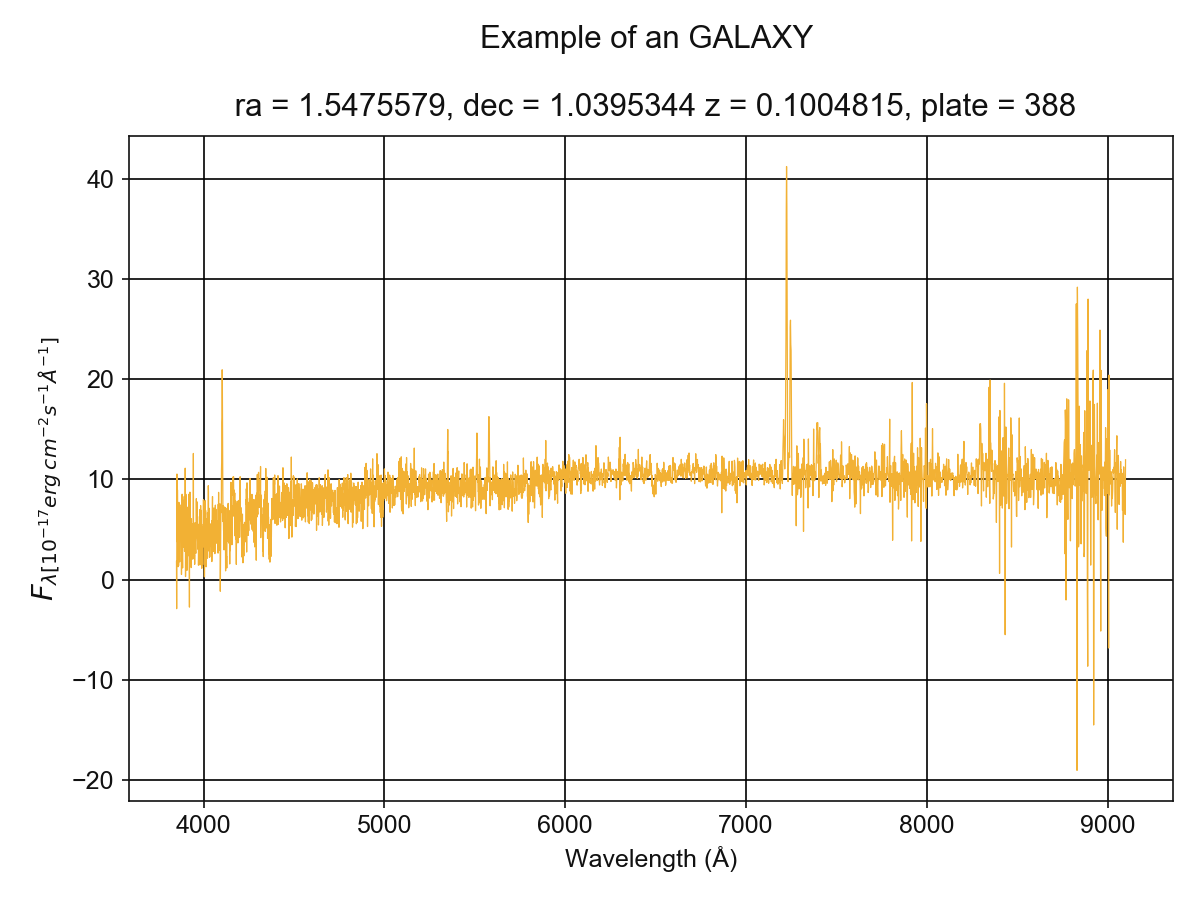 Example of an GALAXY
ra = 1.5475579, dec = 1.0395344 z = 0.1004815, plate = 388
40
30
20
10
0
−10
−20
F_{λ[10^{−17}erg cm^{−2}s^{−1}Å^{−1}]}
4000 5000 6000 7000 8000 9000
Wavelength (Å)